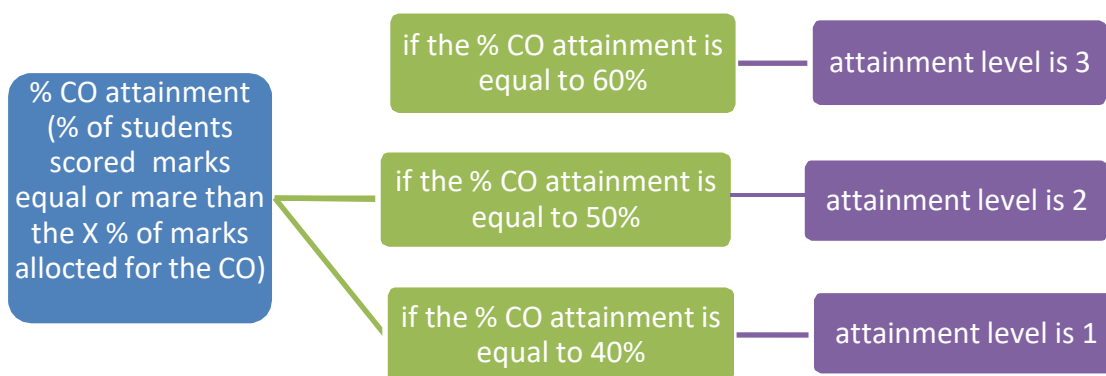 % CO attainment
(% of students
scored marks
equal or mare than
the X % of marks
allocted for the CO)
if the % CO attainment is
equal to 60%
attainment level is 3
if the % CO attainment is
equal to 50%
attainment level is 2
if the % CO attainment is
equal to 40%
attainment level is 1